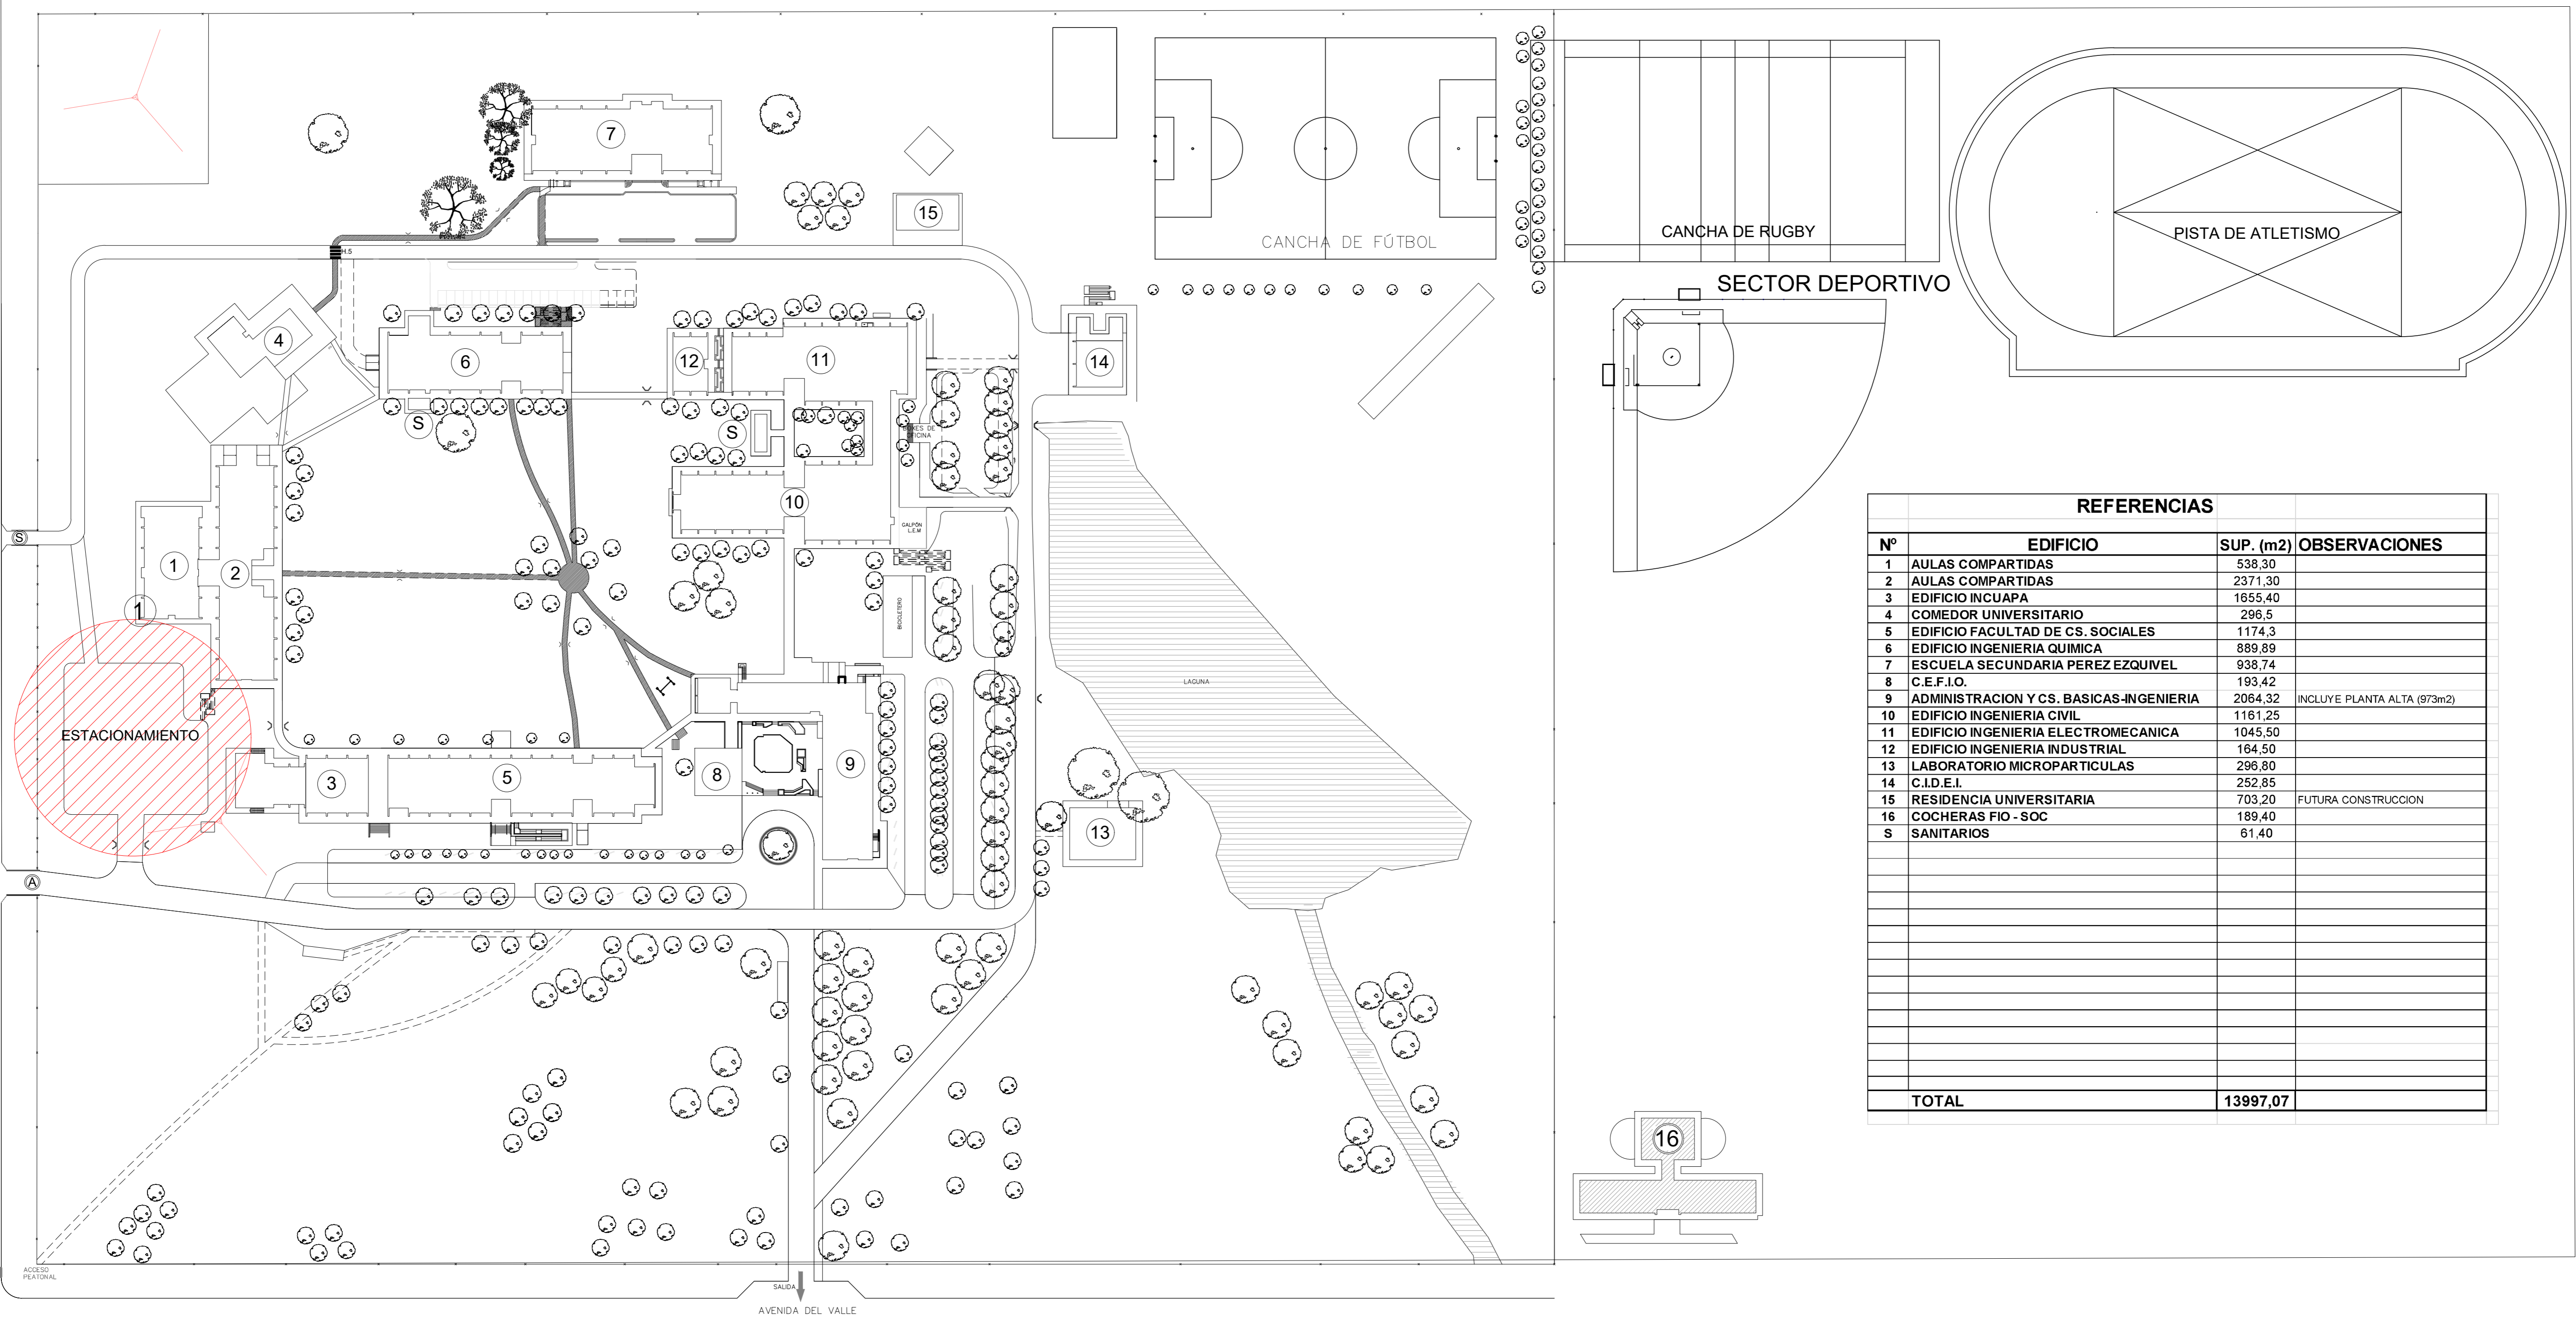 7
15
CANCHA DE FÚTBOL
CANCHA DE RUGBY
PISTA DE ATLETISMO
SECTOR DEPORTIVO
H.5
4
6
12
11
14
S
S
BOXES DE
OFICINA
10
GALPÓN
L.E.M
S
1
2
1
BICICLETERO
LAGUNA
ESTACIONAMIENTO
3
5
8
9
13
A
16
ACCESO
PEATONAL
SALIDA
AVENIDA DEL VALLE
REFERENCIAS
Nº EDIFICIO SUP. (m2) OBSERVACIONES
1 AULAS COMPARTIDAS 538,30
2 AULAS COMPARTIDAS 2371,30
3 EDIFICIO INCUAPA 1655,40
4 COMEDOR UNIVERSITARIO 296,5
5 EDIFICIO FACULTAD DE CS. SOCIALES 1174,3
6 EDIFICIO INGENIERIA QUIMICA 889,89
7 ESCUELA SECUNDARIA PEREZ EZQUIVEL 938,74
8 C.E.F.I.O. 193,42
9 ADMINISTRACION Y CS. BASICAS-INGENIERIA 2064,32 INCLUYE PLANTA ALTA (973m2)
10 EDIFICIO INGENIERIA CIVIL 1161,25
11 EDIFICIO INGENIERIA ELECTROMECANICA 1045,50
12 EDIFICIO INGENIERIA INDUSTRIAL 164,50
13 LABORATORIO MICROPARTICULAS 296,80
14 C.I.D.E.I. 252,85
15 RESIDENCIA UNIVERSITARIA 703,20 FUTURA CONSTRUCCION
16 COCHERAS FIO - SOC 189,40
S SANITARIOS 61,40
TOTAL 13997,07